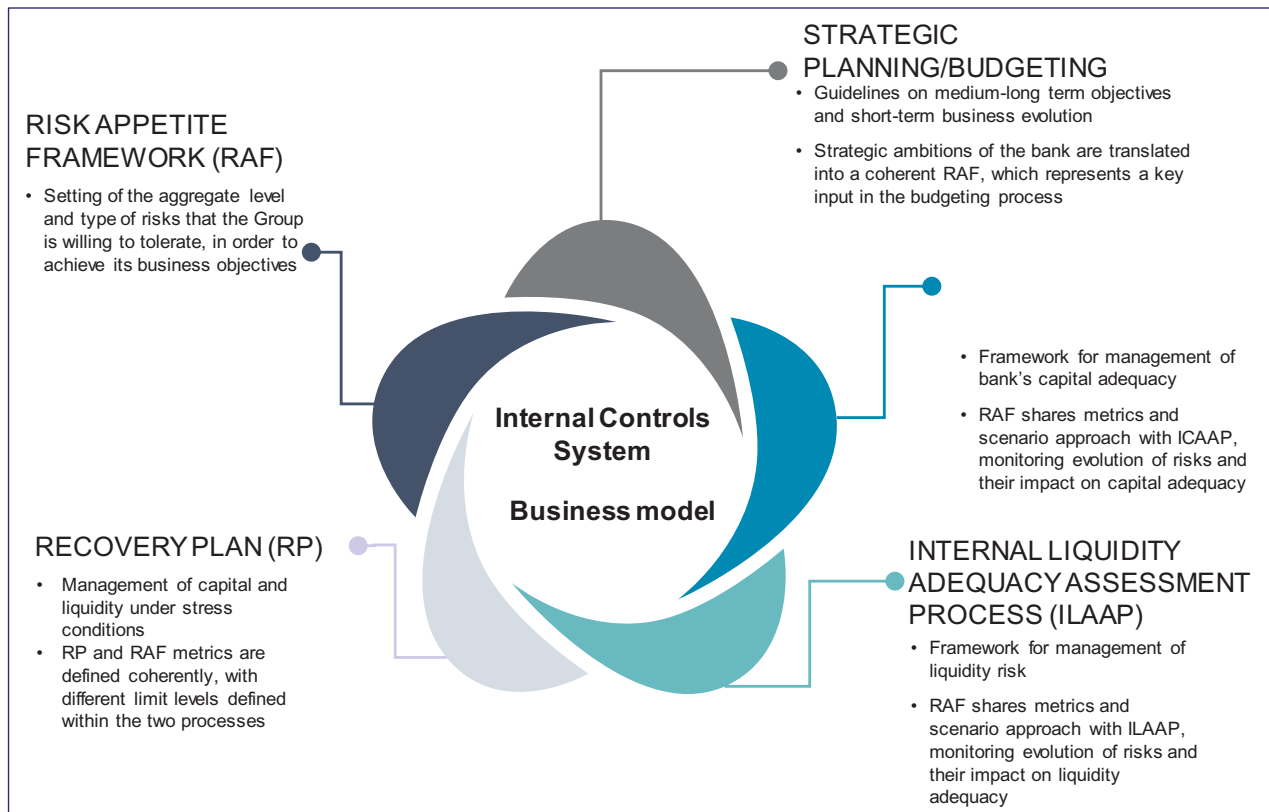 STRATEGIC
PLANNING/BUDGETING
• Guidelines on medium-long term objectives
and short-term business evolution
• Strategic ambitions of the bank are translated
into a coherent RAF, which represents a key
input in the budgeting process
RISK APPETITE
FRAMEWORK (RAF)
• Setting of the aggregate level
and type of risks that the Group
is willing to tolerate, in order to
achieve its business objectives
• Framework for management of
bank's capital adequacy
• RAF shares metrics and
scenario approach with ICAAP,
monitoring evolution of risks and
their impact on capital adequacy
Internal Controls
System
Business model
RECOVERY PLAN (RP)
• Management of capital and
liquidity under stress
conditions
• RP and RAF metrics are
defined coherently, with
different limit levels defined
within the two processes
INTERNAL LIQUIDITY
ADEQUACY ASSESSMENT
PROCESS (ILAAP)
• Framework for management of
liquidity risk
• RAF shares metrics and
scenario approach with ILAAP,
monitoring evolution of risks and
their impact on liquidity
adequacy